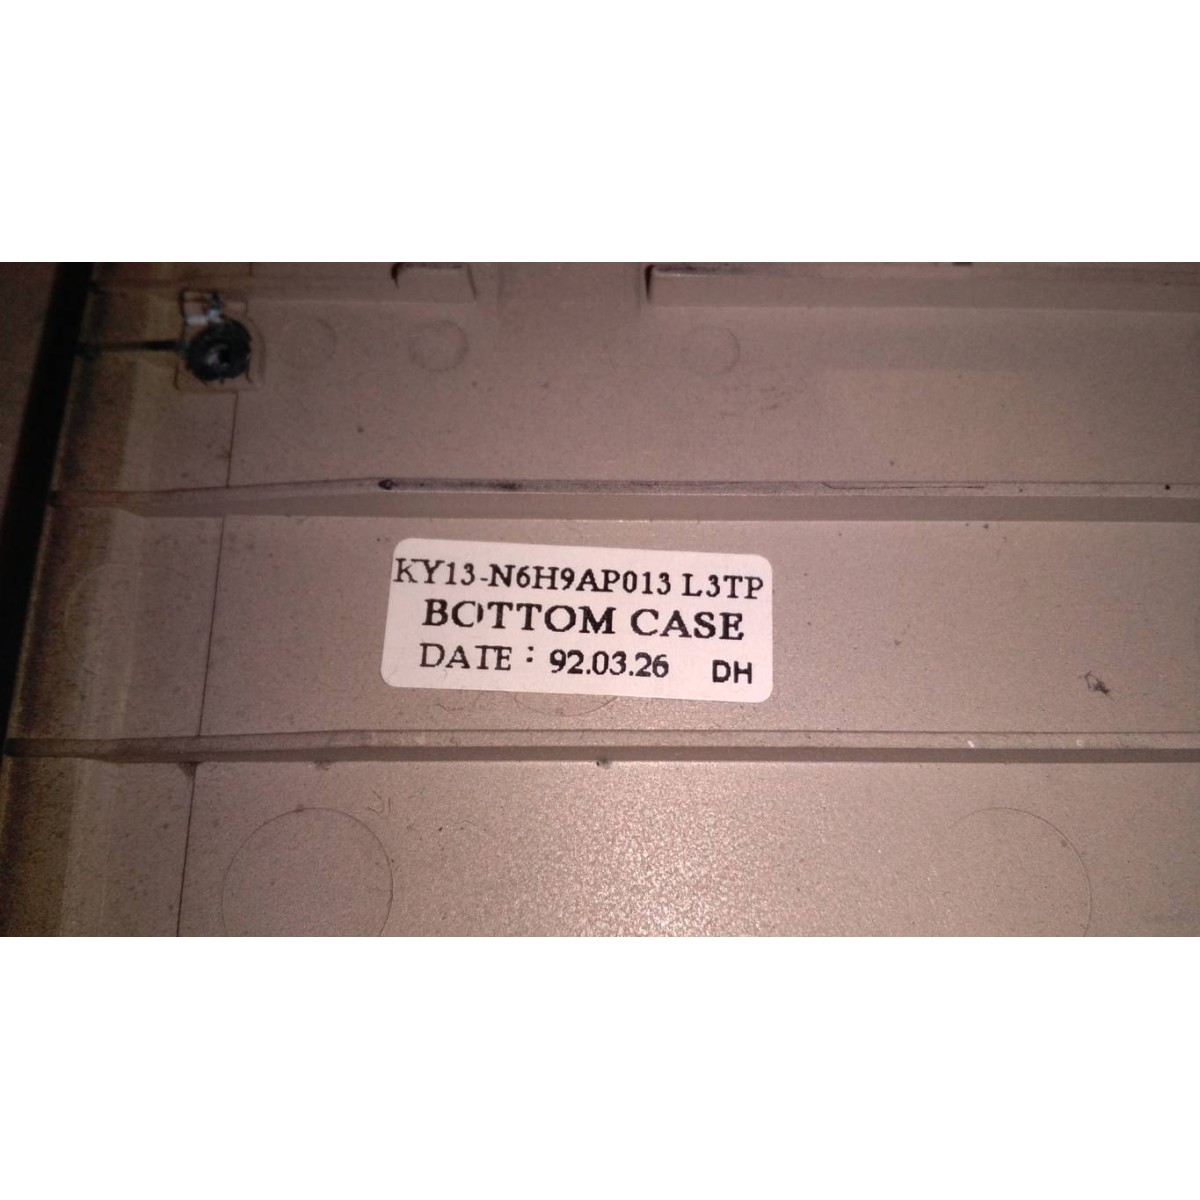 KY13-N6H9AP013 L3TP
BOTTOM CASE
DATE : 92.03.26 DH